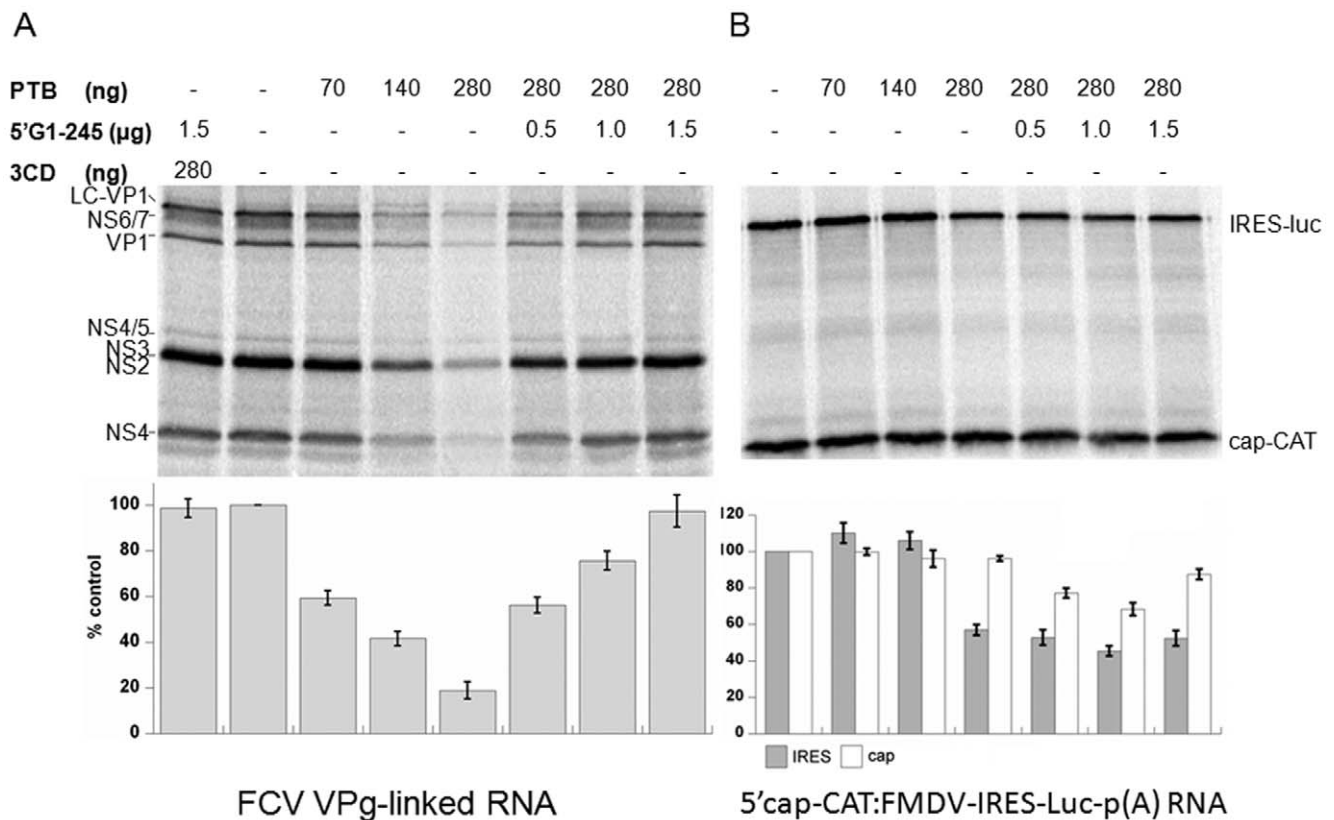 A
B
PTB (ng) - - 70 140 280 280 280 280 - 70 140 280 280 280 280
5'G1-245 (µg) 1.5 - - - - 0.5 1.0 1.5 - - - - 0.5 1.0 1.5
3CD (ng) 280 - - - - - - - - - - - - - -
LC-VP1
NS6/7
VP1
NS4/5
NS3
NS2
NS4
IRES-luc
cap-CAT
% control
100
80
60
40
20
0
120
100
80
60
40
20
0
IRES cap
FCV VPg-linked RNA
5'cap-CAT:FMDV-IRES-Luc-p(A) RNA